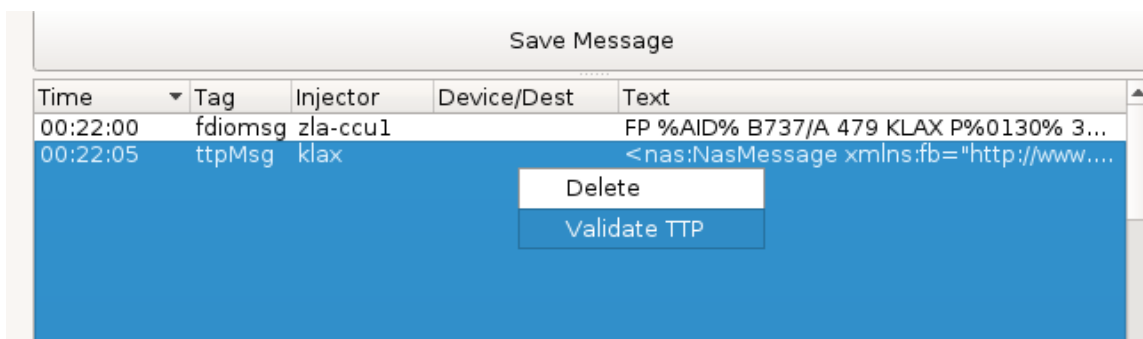 Save Message
Time Tag Injector Device/Dest Text
00:22:00 fdiomsg zla-ccu1 FP %AID% B737/A 479 KLAX P%0130% 3...
00:22:05 ttpMsg klax <nas:NasMessage xmlns:fb="http://www....
Delete
Validate TTP